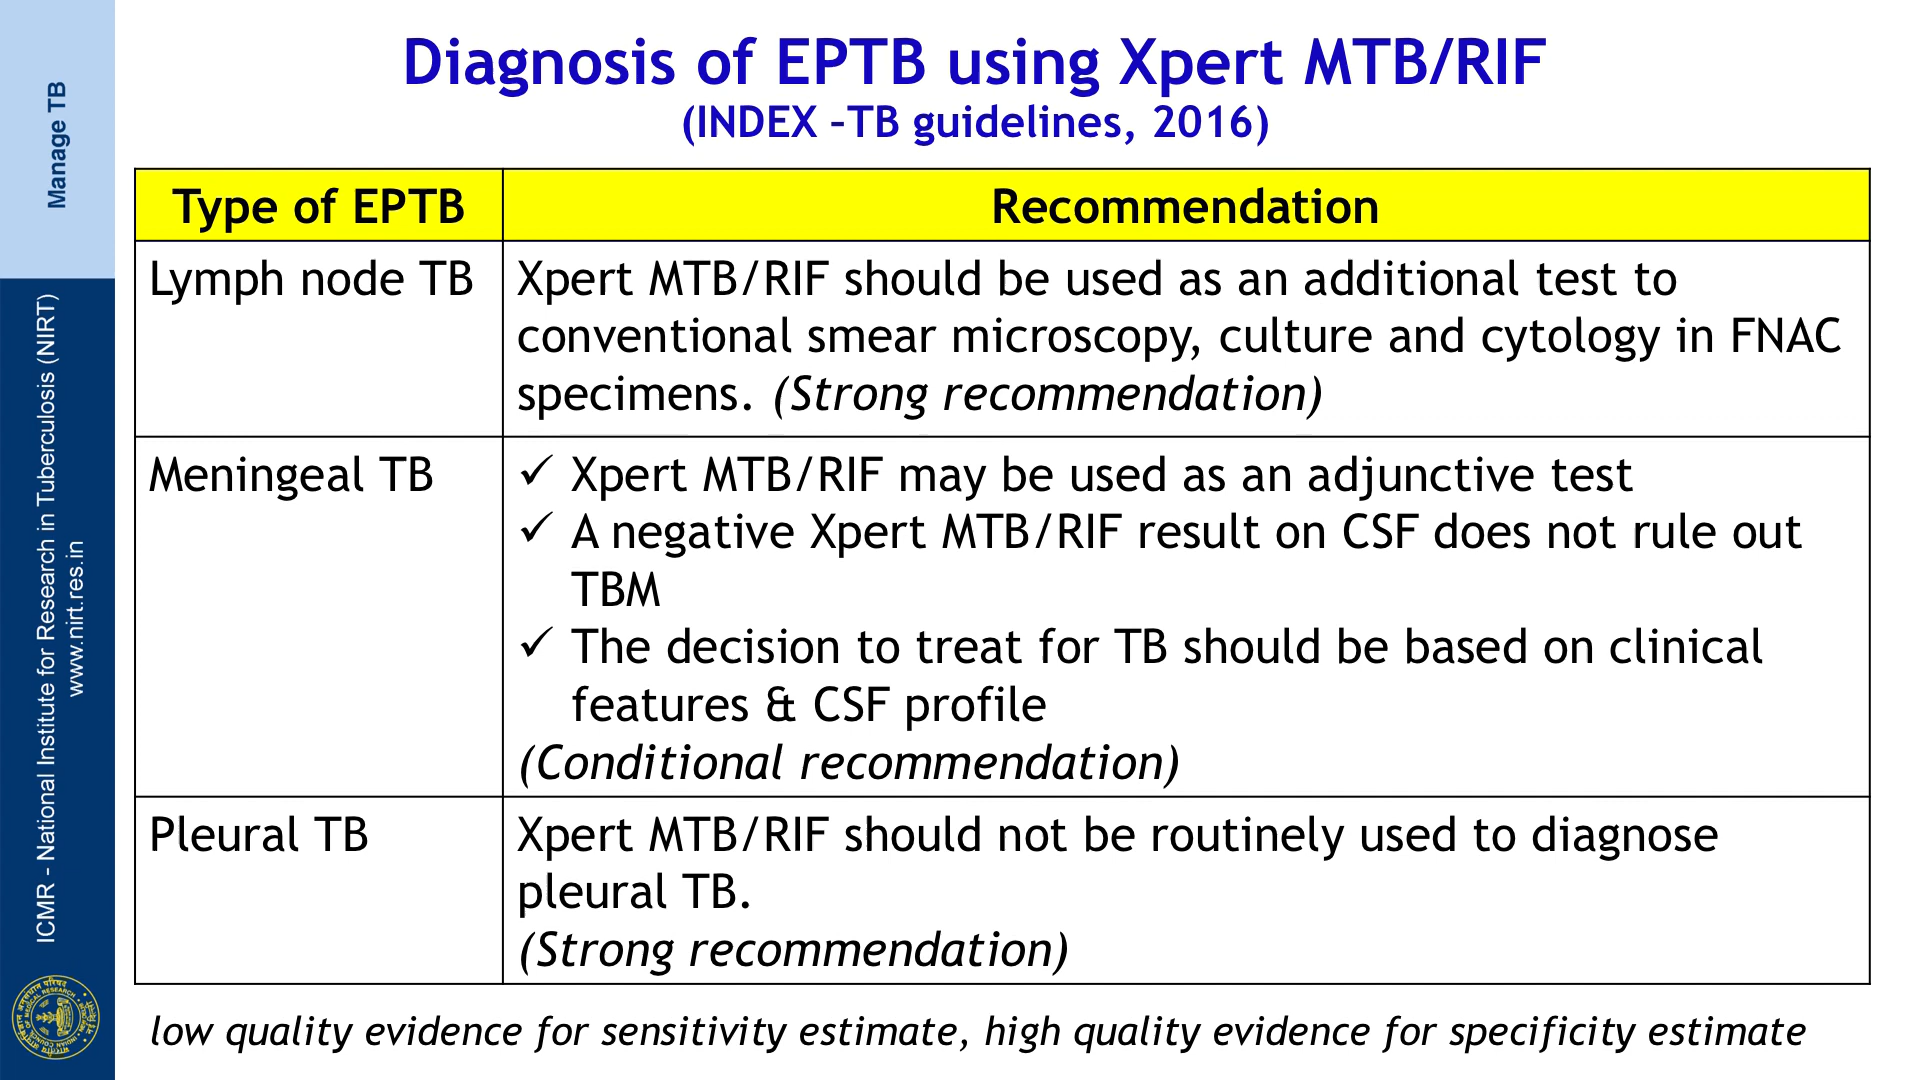 Diagnosis of EPTB using Xpert MTB/RIF
(INDEX –TB guidelines, 2016)
Manage TB
ICMR - National Institute for Research in Tuberculosis (NIRT)
www.nirt.res.in
Type of EPTB
Recommendation
Lymph node TB
Xpert MTB/RIF should be used as an additional test to
conventional smear microscopy, culture and cytology in FNAC
specimens. (Strong recommendation)
Meningeal TB
✓ Xpert MTB/RIF may be used as an adjunctive test
✓ A negative Xpert MTB/RIF result on CSF does not rule out
TBM
✓ The decision to treat for TB should be based on clinical
features & CSF profile
(Conditional recommendation)
Pleural TB
Xpert MTB/RIF should not be routinely used to diagnose
pleural TB.
(Strong recommendation)
low quality evidence for sensitivity estimate, high quality evidence for specificity estimate